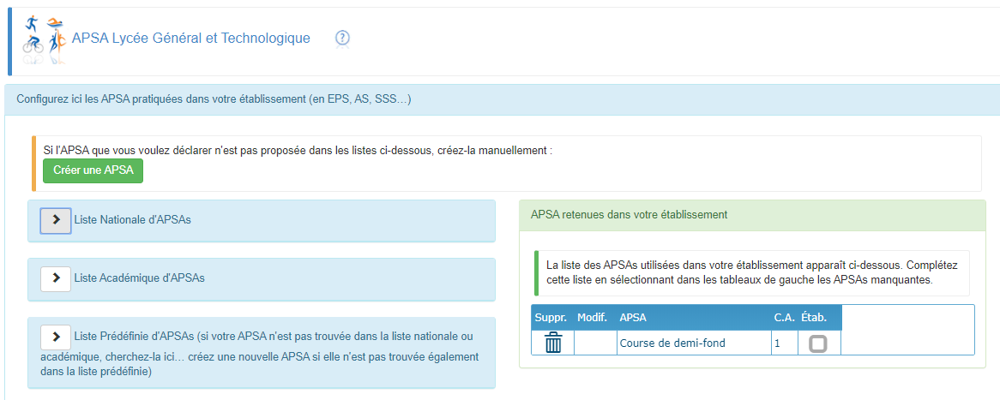 APSA Lycée Général et Technologique
?
Configurez ici les APSA pratiquées dans votre établissement (en EPS, AS, SSS...)
Si l'APSA que vous voulez déclarer n'est pas proposée dans les listes ci-dessous, créez-la manuellement :
Créer une APSA
Liste Nationale d'APSAs
Liste Académique d'APSAs
Liste Prédéfinie d'APSAs (si votre APSA n'est pas trouvée dans la liste nationale ou
académique, cherchez-la ici... créez une nouvelle APSA si elle n'est pas trouvée également
dans la liste prédéfinie)
APSA retenues dans votre établissement
La liste des APSAs utilisées dans votre établissement apparaît ci-dessous. Complétez
cette liste en sélectionnant dans les tableaux de gauche les APSAs manquantes.
Suppr. Modif. APSA C.A. Étab.
Course de demi-fond 1